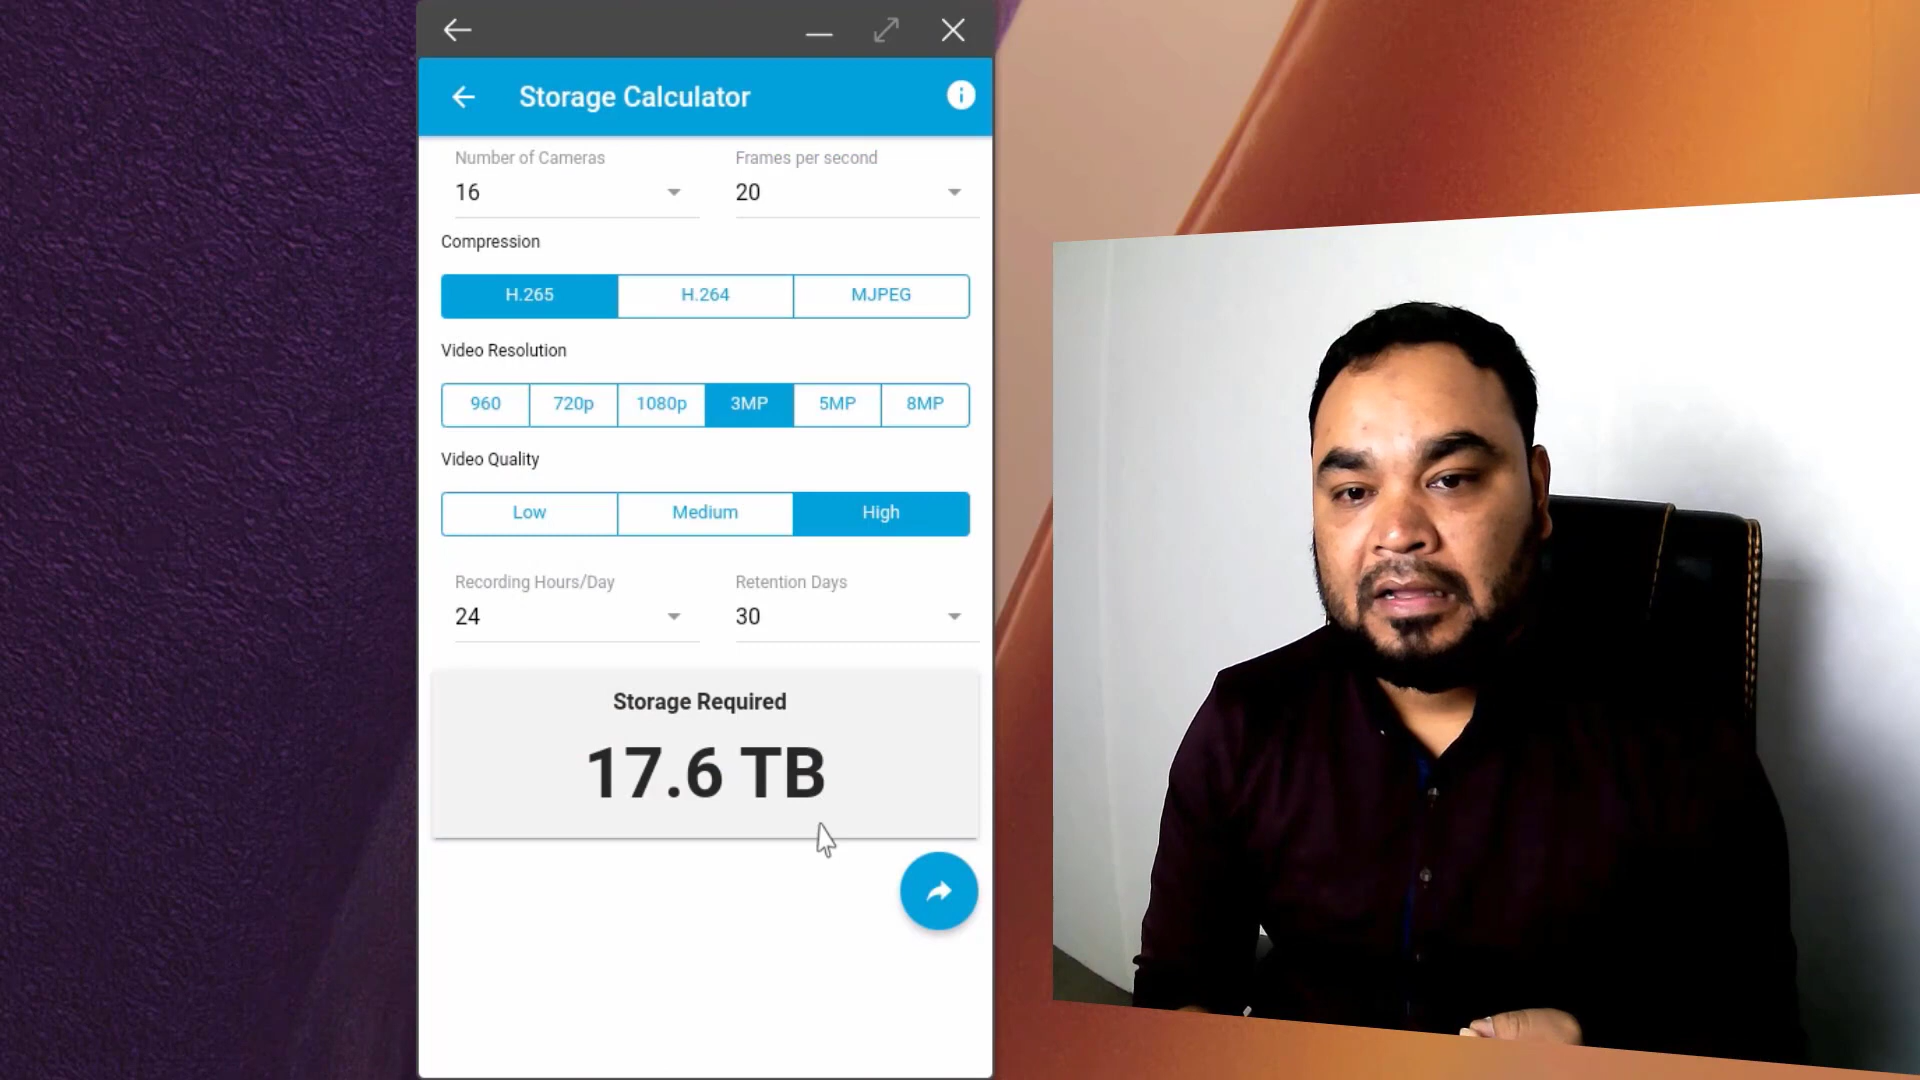 Storage Calculator
Number of Cameras
Frames per second
16
20
Compression
H.265
H.264
MJPEG
Video Resolution
960
720p
1080p
3MP
5MP
8MP
Video Quality
Low
Medium
High
Recording Hours/Day
Retention Days
24
30
Storage Required
17.6 TB